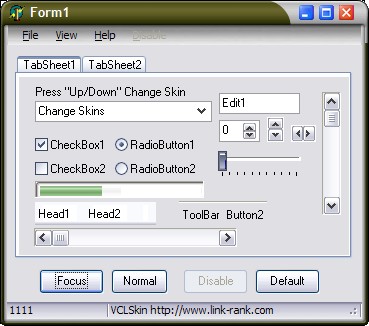 Form1
File View Help Disable
TabSheet1 TabSheet2
Press "Up/Down" Change Skin
Change Skins
Edit1
0
CheckBox1 RadioButton1
CheckBox2 RadioButton2
Head1 Head2 ToolBar Button2
Focus Normal Disable Default
1111 VCLSkin http://www.link-rank.com